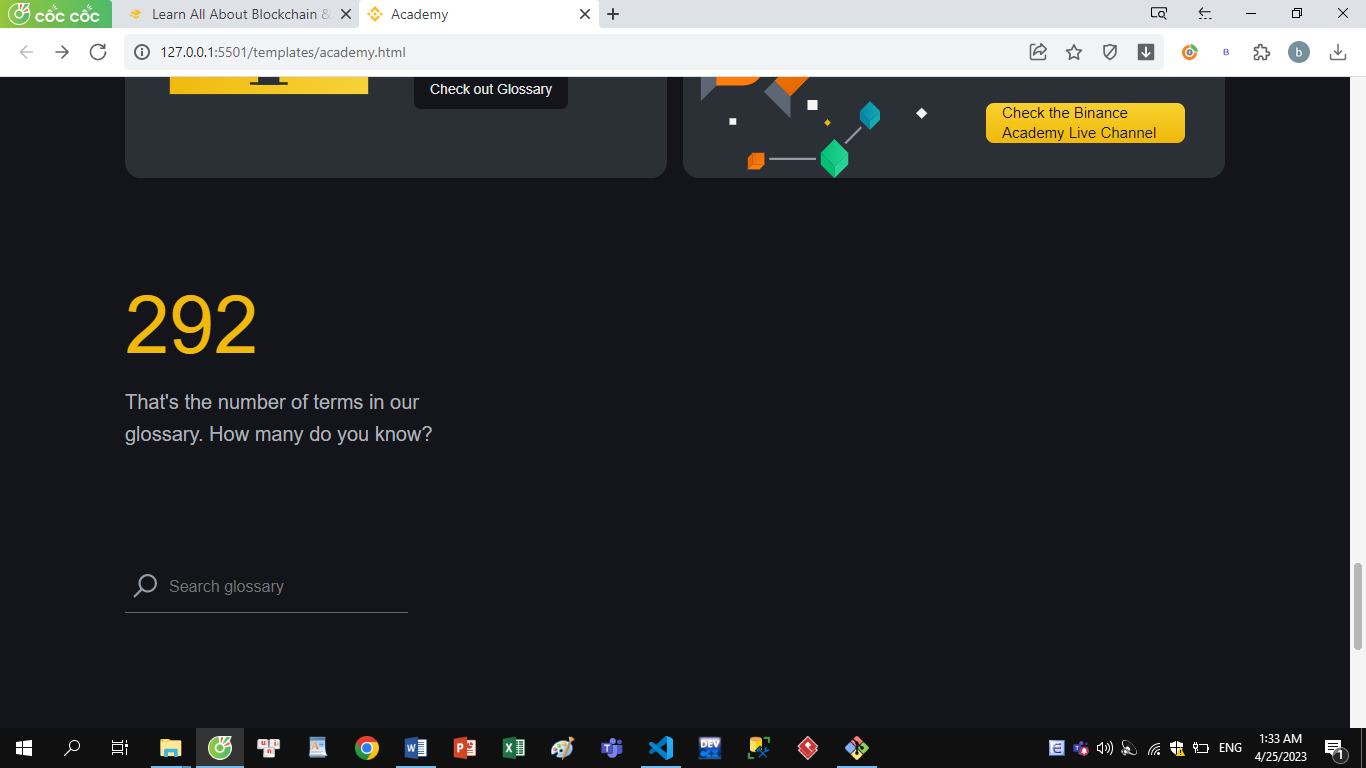 cốc cốc
Learn All About Blockchain &
Academy
127.0.0.1:5501/templates/academy.html
B
b
Check out Glossary
Check the Binance
Academy Live Channel
292
That's the number of terms in our
glossary. How many do you know?
Search glossary
DEV
ENG
1:33 AM
4/25/2023
1